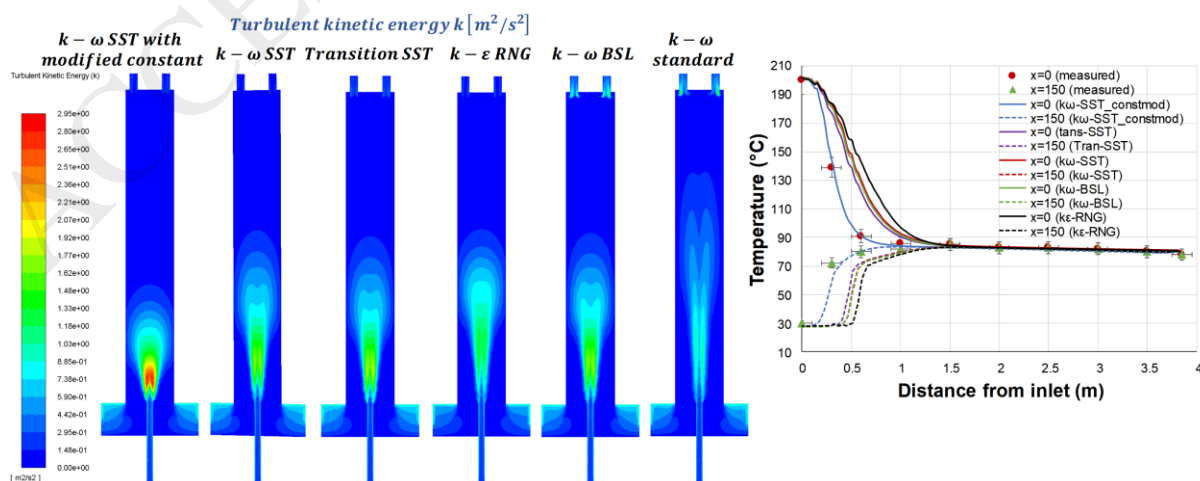 Turbulent kinetic energy k [m²/s²]
k − ω SST with
modified constant
k − ω SST
Transition SST
k − ε RNG
k − ω BSL
k − ω
standard
Turbulent Kinetic Energy (k)
2.95e+00
2.80e+00
2.66e+00
2.51e+00
2.36e+00
2.21e+00
2.07e+00
1.92e+00
1.77e+00
1.62e+00
1.48e+00
1.33e+00
1.18e+00
1.03e+00
8.85e-01
7.38e-01
5.90e-01
4.42e-01
2.95e-01
1.48e-01
0.00e+00
[ m2/s2 ]
ACCE
Temperature (°C)
210
190
170
150
130
110
90
70
50
30
10
0
0.5
1
1.5
2
2.5
3
3.5
4
4.5
Distance from inlet (m)
x=0 (measured)
x=150 (measured)
x=0 (kω-SST_constmod)
x=150 (kω-SST_constmod)
x=0 (tans-SST)
x=150 (Tran-SST)
x=0 (kω-SST)
x=150 (kω-SST)
x=0 (kω-BSL)
x=150 (kω-BSL)
x=0 (kε-RNG)
x=150 (kε-RNG)